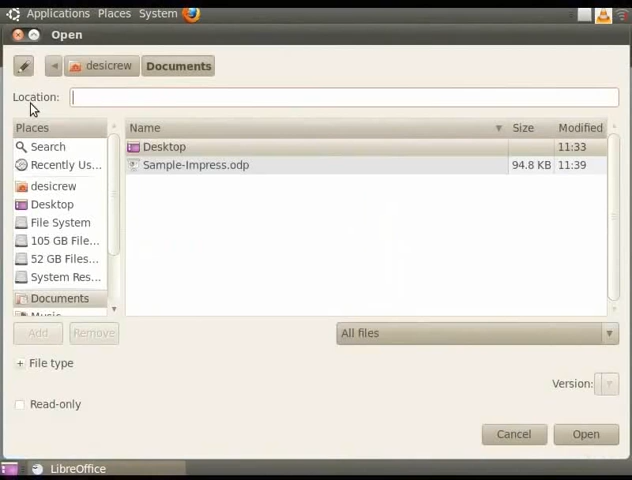 Applications Places System
Open
desicrew Documents
Location:
Places Name Size Modified
Search Desktop 11:33
Recently Us... Sample-Impress.odp 94.8 KB 11:39
desicrew
Desktop
File System
105 GB File...
52 GB Files...
System Res...
Documents
Add Remove All files
File type
Version:
Read-only
Cancel Open
LibreOffice